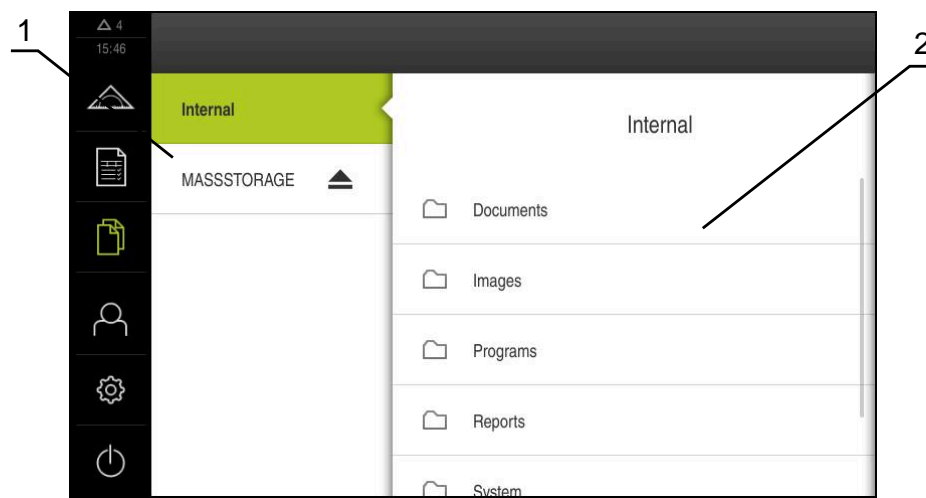 1
2
4
15:46
Internal
MASSSTORAGE
Internal
Documents
Images
Programs
Reports
System